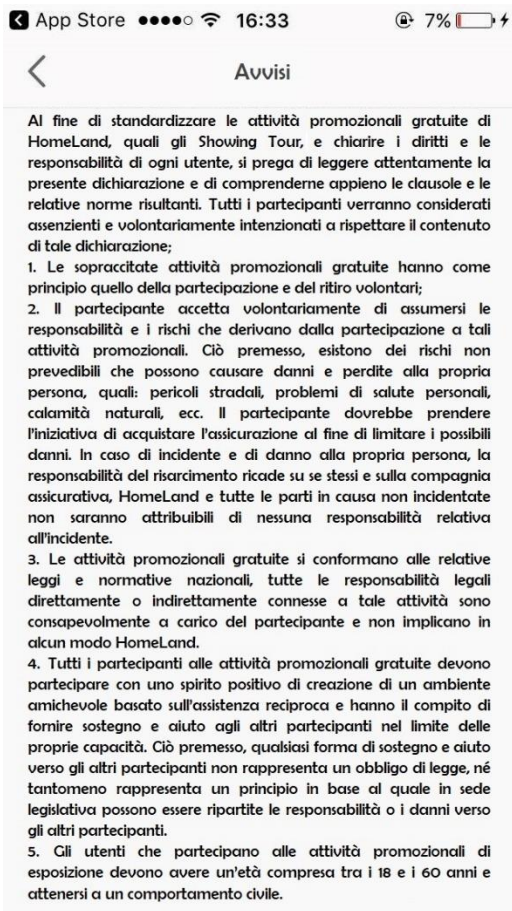 App Store 16:33 7%
Avvisi
Al fine di standardizzare le attività promozionali gratuite di
HomeLand, quali gli Showing Tour, e chiarire i diritti e le
responsabilità di ogni utente, si prega di leggere attentamente la
presente dichiarazione e di comprenderne appieno le clausole e le
relative norme risultanti. Tutti i partecipanti verranno considerati
assenzienti e volontariamente intenzionati a rispettare il contenuto
di tale dichiarazione;
1. Le sopraccitate attività promozionali gratuite hanno come
principio quello della partecipazione e del ritiro volontari;
2. Il partecipante accetta volontariamente di assumersi le
responsabilità e i rischi che derivano dalla partecipazione a tali
attività promozionali. Ciò premesso, esistono dei rischi non
prevedibili che possono causare danni e perdite alla propria
persona, quali: pericoli stradali, problemi di salute personali,
calamità naturali, ecc. Il partecipante dovrebbe prendere
l'iniziativa di acquistare l'assicurazione al fine di limitare i possibili
danni. In caso di incidente e di danno alla propria persona, la
responsabilità del risarcimento ricade su se stessi e sulla compagnia
assicurativa, HomeLand e tutte le parti in causa non incidentate
non saranno attribuibili di nessuna responsabilità relativa
all'incidente.
3. Le attività promozionali gratuite si conformano alle relative
leggi e normative nazionali, tutte le responsabilità legali
direttamente o indirettamente connesse a tale attività sono
consapevolmente a carico del partecipante e non implicano in
alcun modo HomeLand.
4. Tutti i partecipanti alle attività promozionali gratuite devono
partecipare con uno spirito positivo di creazione di un ambiente
amichevole basato sull'assistenza reciproca e hanno il compito di
fornire sostegno e aiuto agli altri partecipanti nel limite delle
proprie capacità. Ciò premesso, qualsiasi forma di sostegno e aiuto
verso gli altri partecipanti non rappresenta un obbligo di legge, né
tantomeno rappresenta un principio in base al quale in sede
legislativa possono essere ripartite le responsabilità o i danni verso
gli altri partecipanti.
5. Gli utenti che partecipano alle attività promozionali di
esposizione devono avere un'età compresa tra i 18 e i 60 anni e
attenersi a un comportamento civile.